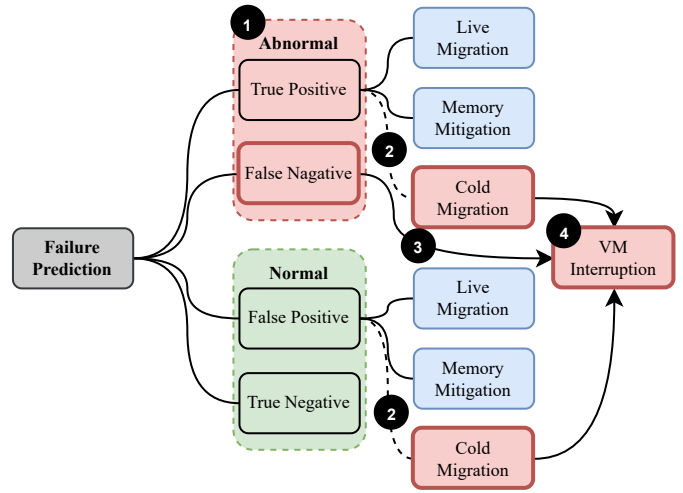 1
Abnormal
True Positive
False Nagative
2
Live
Migration
Memory
Mitigation
Cold
Migration
3
4
VM
Interruption
Failure
Prediction
Normal
False Positive
True Negative
2
Live
Migration
Memory
Mitigation
Cold
Migration